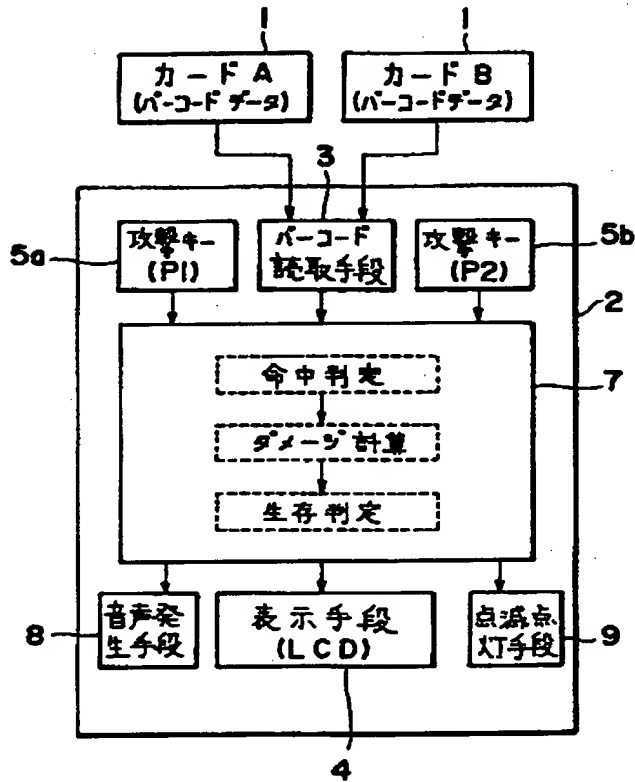 1
1
カード A
(バーコードデータ)
カード B
(バーコードデータ)
3
5a
攻撃キー
(P1)
バーコード
読取手段
攻撃キー
(P2)
5b
2
命中判定
ダメージ計算
生存判定
7
8
音声発
生手段
表示手段
(LCD)
点滅点
灯手段
9
4